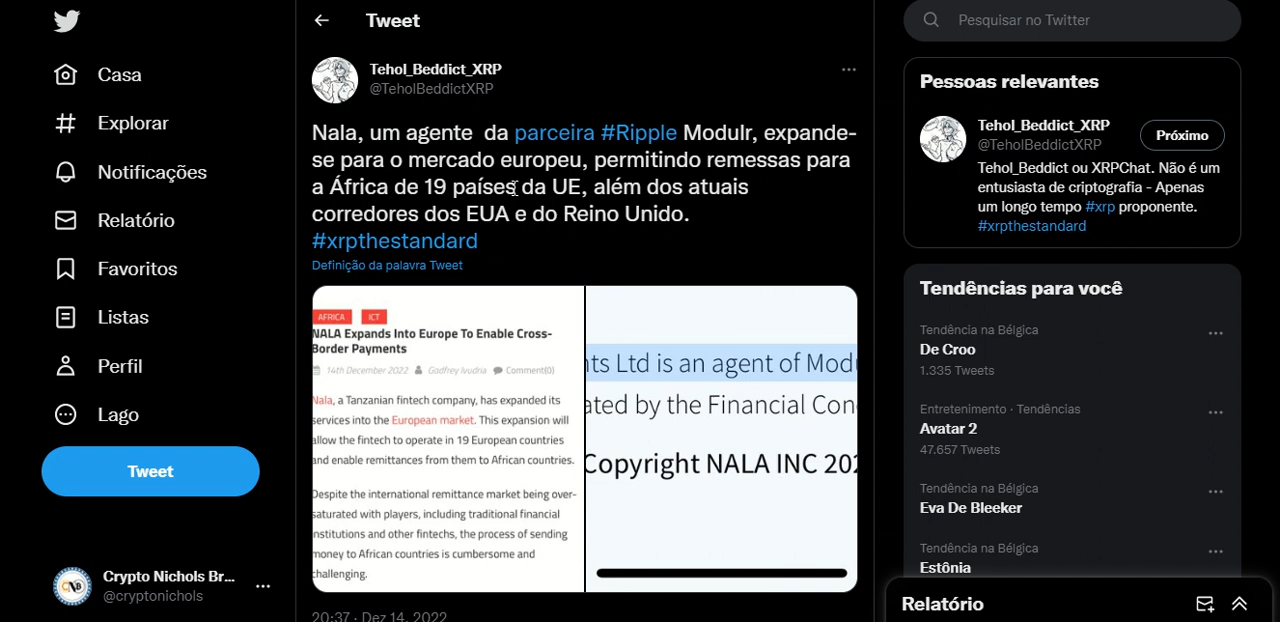 Casa
Explorar
Notificações
Relatório
Favoritos
Listas
Perfil
Lago
Tweet
Crypto Nichols Br...
@cryptonichols
Tweet
Tehol_Beddict_XRP
@TeholBeddictXRP
Nala, um agente da parceira #Ripple Modulr, expande-
se para o mercado europeu, permitindo remessas para
a África de 19 países da UE, além dos atuais
corredores dos EUA e do Reino Unido.
#xrpthestandard
Definição da palavra Tweet
AFRICA ICT
NALA Expands Into Europe To Enable Cross-
Border Payments
14th December 2022 Godfrey Ivudria Comment(0)
Nala, a Tanzanian fintech company, has expanded its
services into the European market. This expansion will
allow the fintech to operate in 19 European countries
and enable remittances from them to African countries.
Despite the international remittance market being over-
saturated with players, including traditional financial
institutions and other fintechs, the process of sending
money to African countries is cumbersome and
challenging.
nts Ltd is an agent of Modu
ated by the Financial Con
Copyright NALA INC 202
20:37 · Dez 14, 2022
Pesquisar no Twitter
Pessoas relevantes
Tehol_Beddict_XRP
@TeholBeddictXRP
Próximo
Tehol_Beddict ou XRPChat. Não é um
entusiasta de criptografia - Apenas
um longo tempo #xrp proponente.
#xrpthestandard
Tendências para você
Tendência na Bélgica
De Croo
1.335 Tweets
Entretenimento · Tendências
Avatar 2
47.657 Tweets
Tendência na Bélgica
Eva De Bleeker
Tendência na Bélgica
Estônia
Relatório